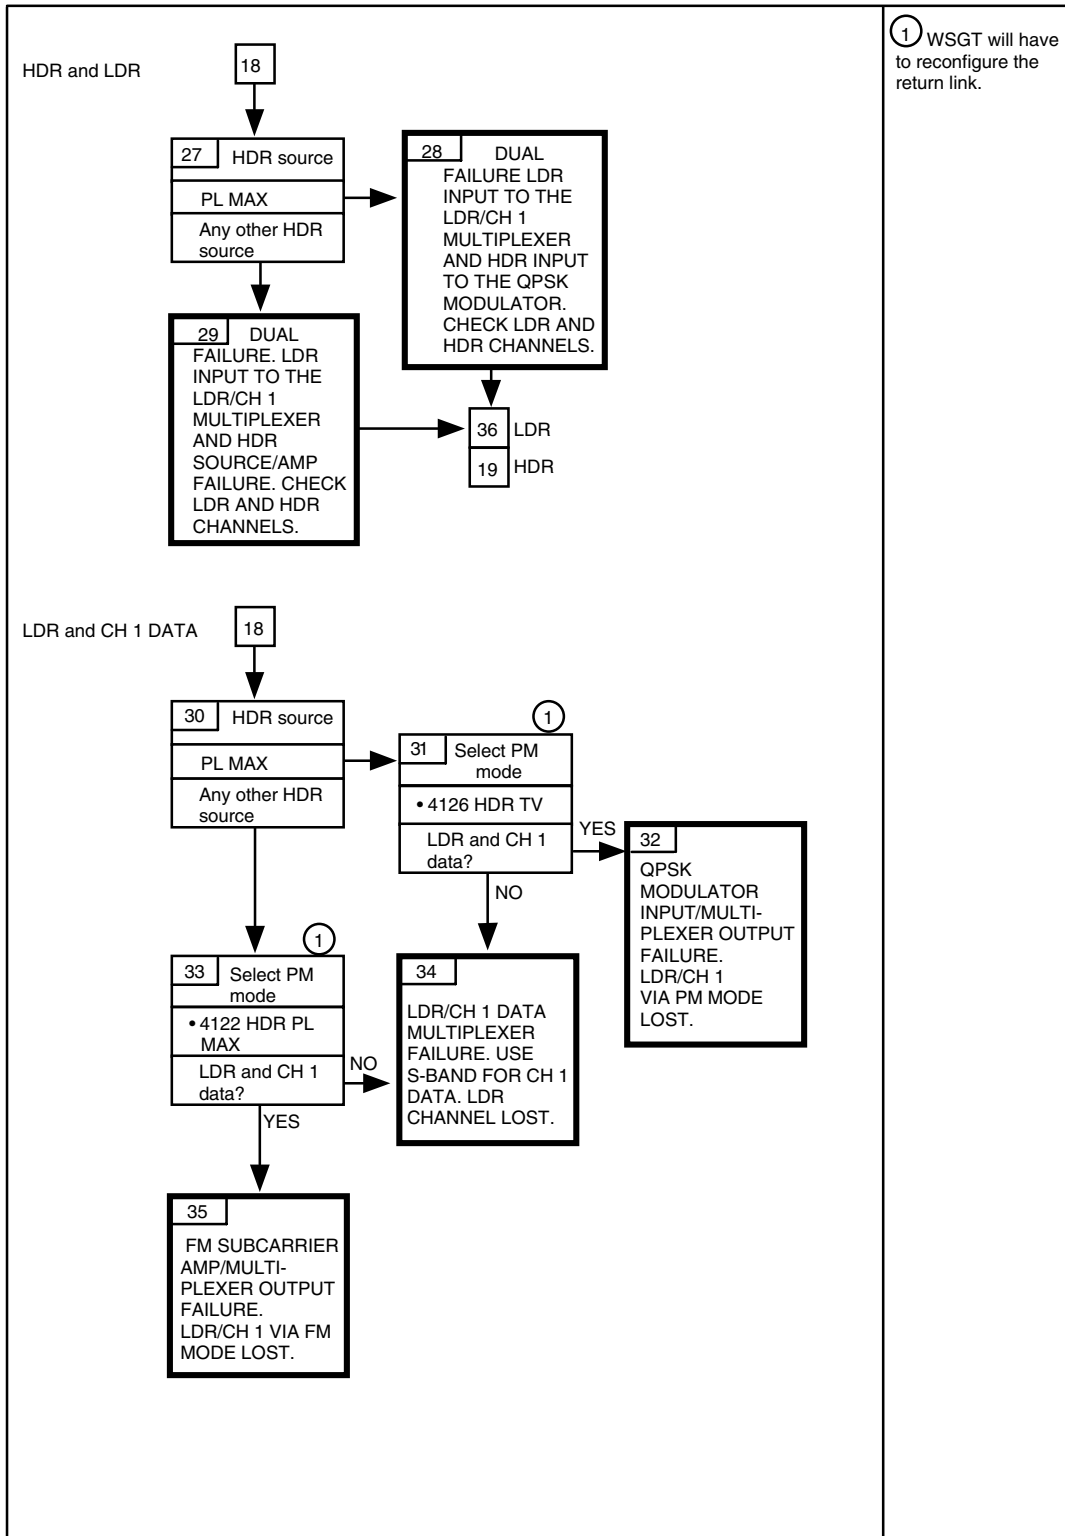 HDR and LDR
18
27 HDR source
PL MAX
Any other HDR
source
28 DUAL
FAILURE LDR
INPUT TO THE
LDR/CH 1
MULTIPLEXER
AND HDR INPUT
TO THE QPSK
MODULATOR.
CHECK LDR AND
HDR CHANNELS.
29 DUAL
FAILURE. LDR
INPUT TO THE
LDR/CH 1
MULTIPLEXER
AND HDR
SOURCE/AMP
FAILURE. CHECK
LDR AND HDR
CHANNELS.
36 LDR
19 HDR
LDR and CH 1 DATA
18
30 HDR source
PL MAX
Any other HDR
source
1
31 Select PM
mode
• 4126 HDR TV
LDR and CH 1
data?
YES
NO
32
QPSK
MODULATOR
INPUT/MULTI-
PLEXER OUTPUT
FAILURE.
LDR/CH 1
VIA PM MODE
LOST.
1
33 Select PM
mode
• 4122 HDR PL
MAX
LDR and CH 1
data?
NO
YES
34
LDR/CH 1 DATA
MULTIPLEXER
FAILURE. USE
S-BAND FOR CH 1
DATA. LDR
CHANNEL LOST.
35
FM SUBCARRIER
AMP/MULTI-
PLEXER OUTPUT
FAILURE.
LDR/CH 1 VIA FM
MODE LOST.
1 WSGT will have
to reconfigure the
return link.